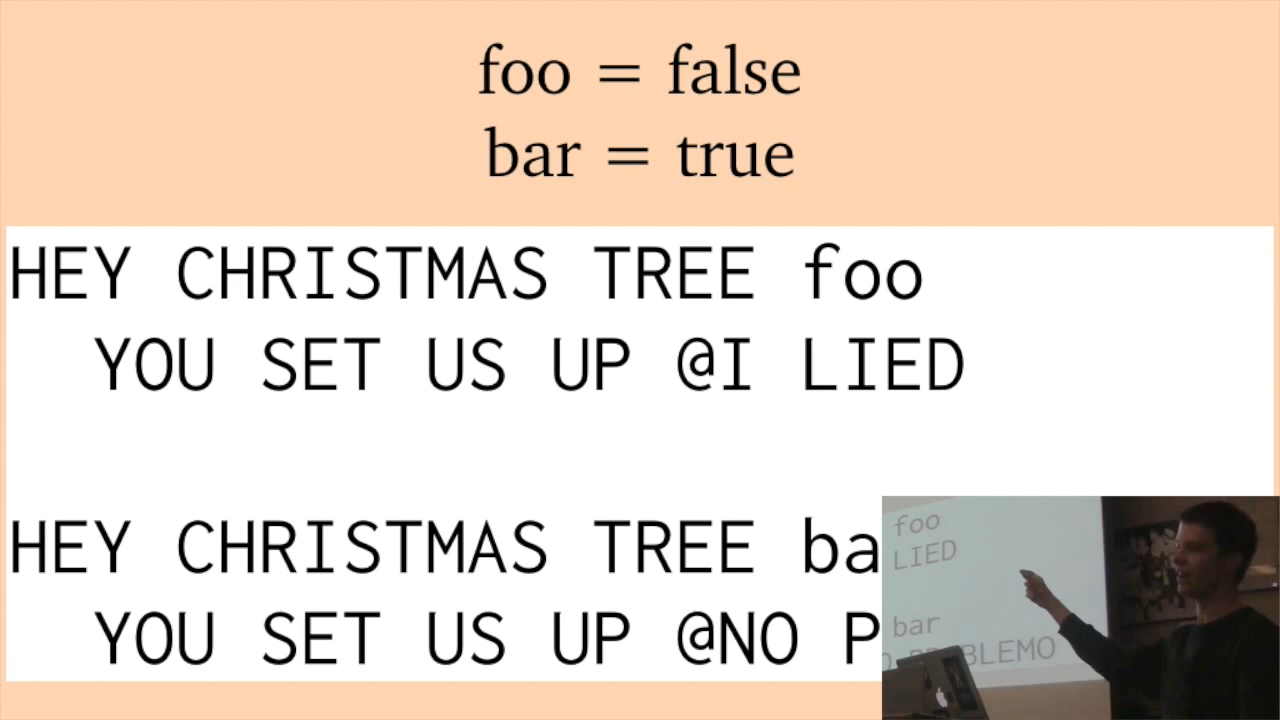 foo = false
bar = true
HEY CHRISTMAS TREE foo
YOU SET US UP @I LIED
HEY CHRISTMAS TREE ba
YOU SET US UP @NO P
foo
LIED
bar
BLEMO